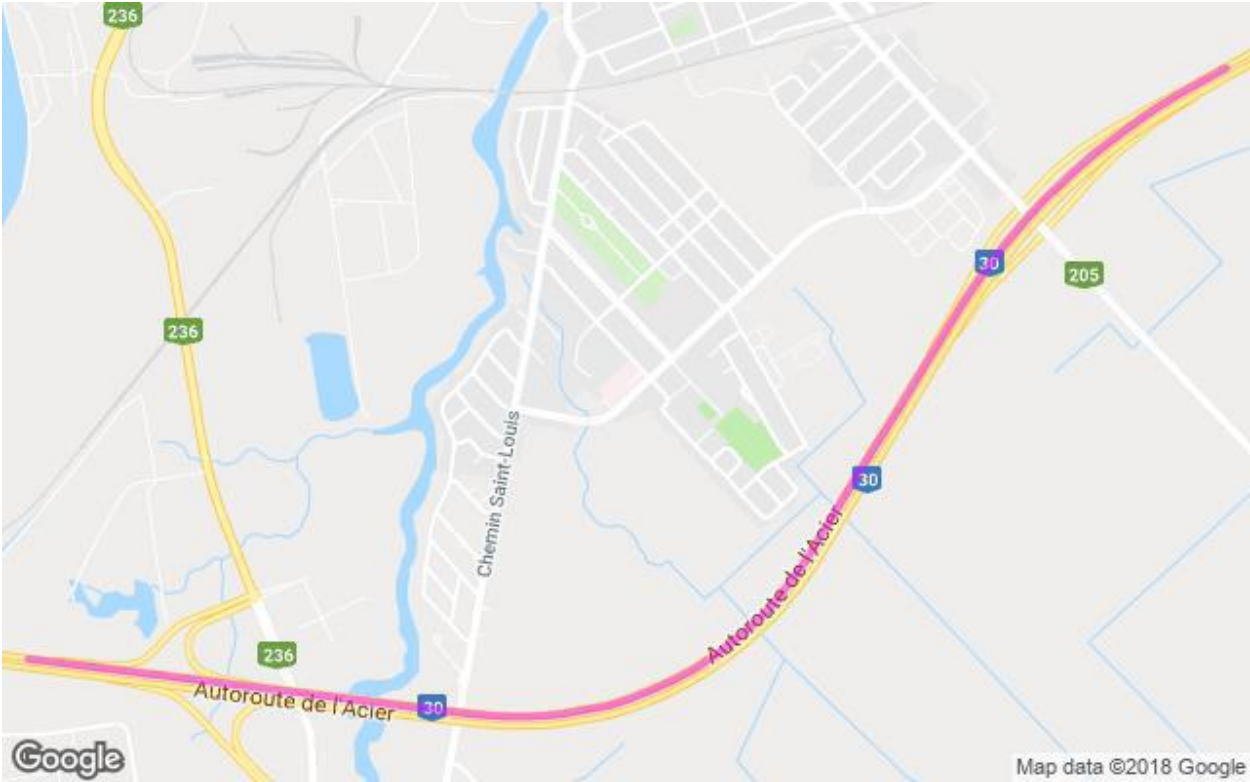 236
30
205
236
30
Chemin Saint-Louis
Autoroute de l'Acier
236
Autoroute de l'Acier
30
Google
Map data ©2018 Google